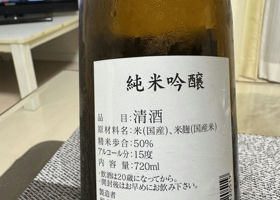 純米吟醸
品目:清酒
原材料名:米(国産)、米麹(国産米)
精米歩合:50%
アルコール分:15度
内容量:720ml
・飲酒は20歳になってから。
・開封後はお早めにお飲み下さい。
製造者